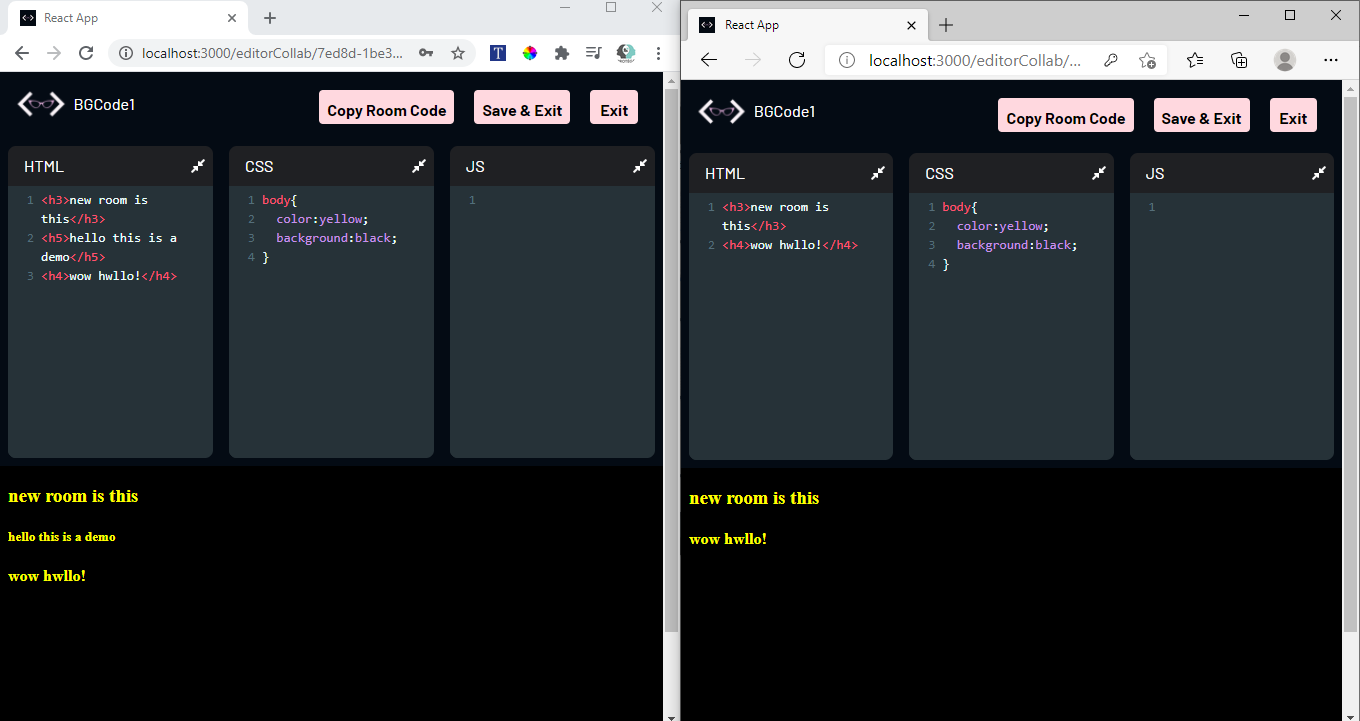 React App
localhost:3000/editorCollab/7ed8d-1be3...
T
BGCode1
Copy Room Code
Save & Exit
Exit
HTML
1 <h3>new room is
this</h3>
2 <h5>hello this is a
demo</h5>
3 <h4>wow hwllo!</h4>
CSS
1 body{
2 color:yellow;
3 background:black;
4 }
JS
1
new room is this
hello this is a demo
wow hwllo!
React App
localhost:3000/editorCollab/...
BGCode1
Copy Room Code
Save & Exit
Exit
HTML
1 <h3>new room is
this</h3>
2 <h4>wow hwllo!</h4>
CSS
1 body{
2 color:yellow;
3 background:black;
4 }
JS
1
new room is this
wow hwllo!